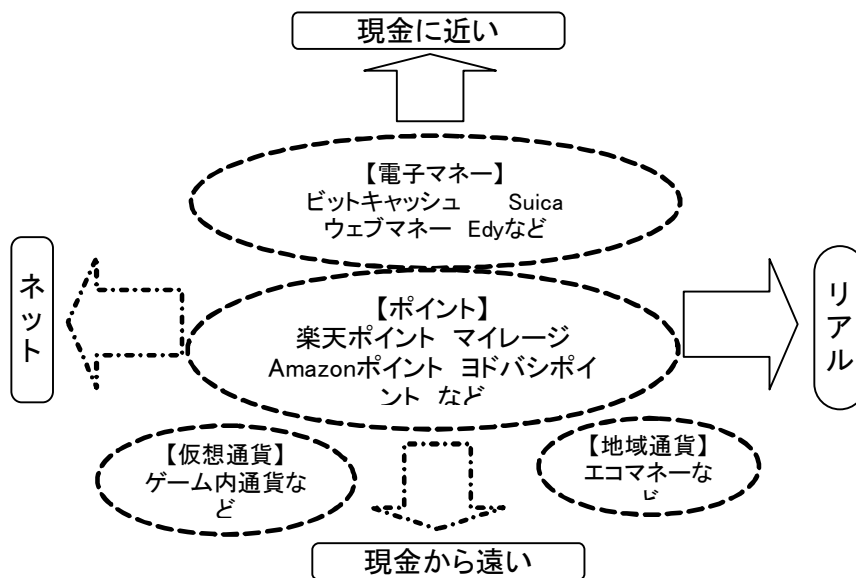 現金に近い
【電子マネー】
ビットキャッシュ Suica
ウェブマネー Edyなど
ネット
リアル
【ポイント】
楽天ポイント マイレージ
Amazonポイント ヨドバシポイ
ント など
【仮想通貨】
ゲーム内通貨な
ど
【地域通貨】
エコマネーな
ど
現金から遠い